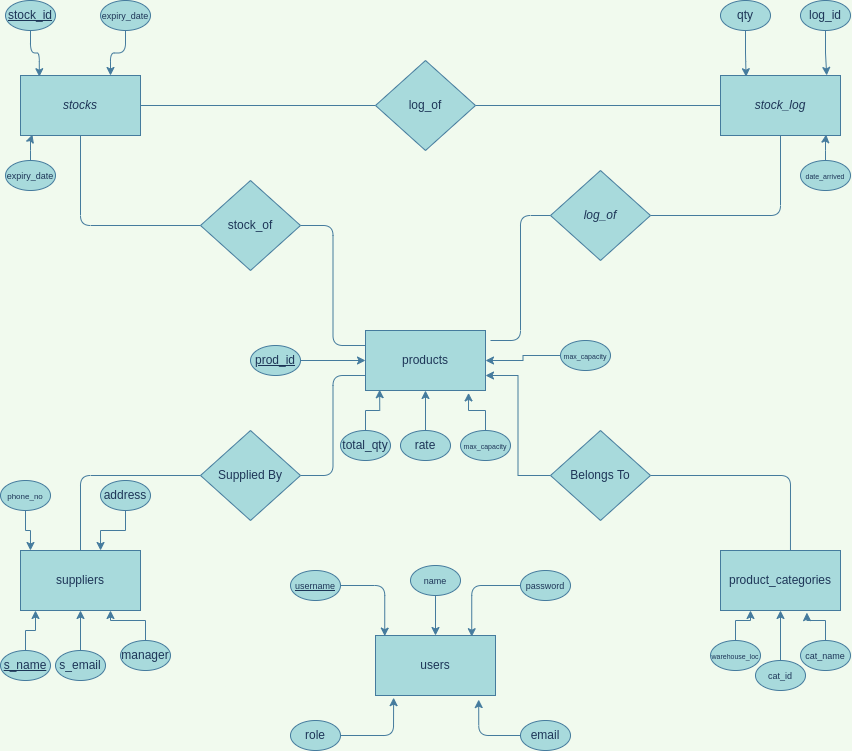 stock_id
expiry_date
qty
log_id
stocks
log_of
stock_log
expiry_date
date_arrived
stock_of
log_of
products
prod_id
max_capacity
total_qty
rate
max_capacity
Supplied By
Belongs To
phone_no
address
suppliers
product_categories
username
name
password
s_name
s_email
manager
users
warehouse_loc
cat_id
cat_name
role
email